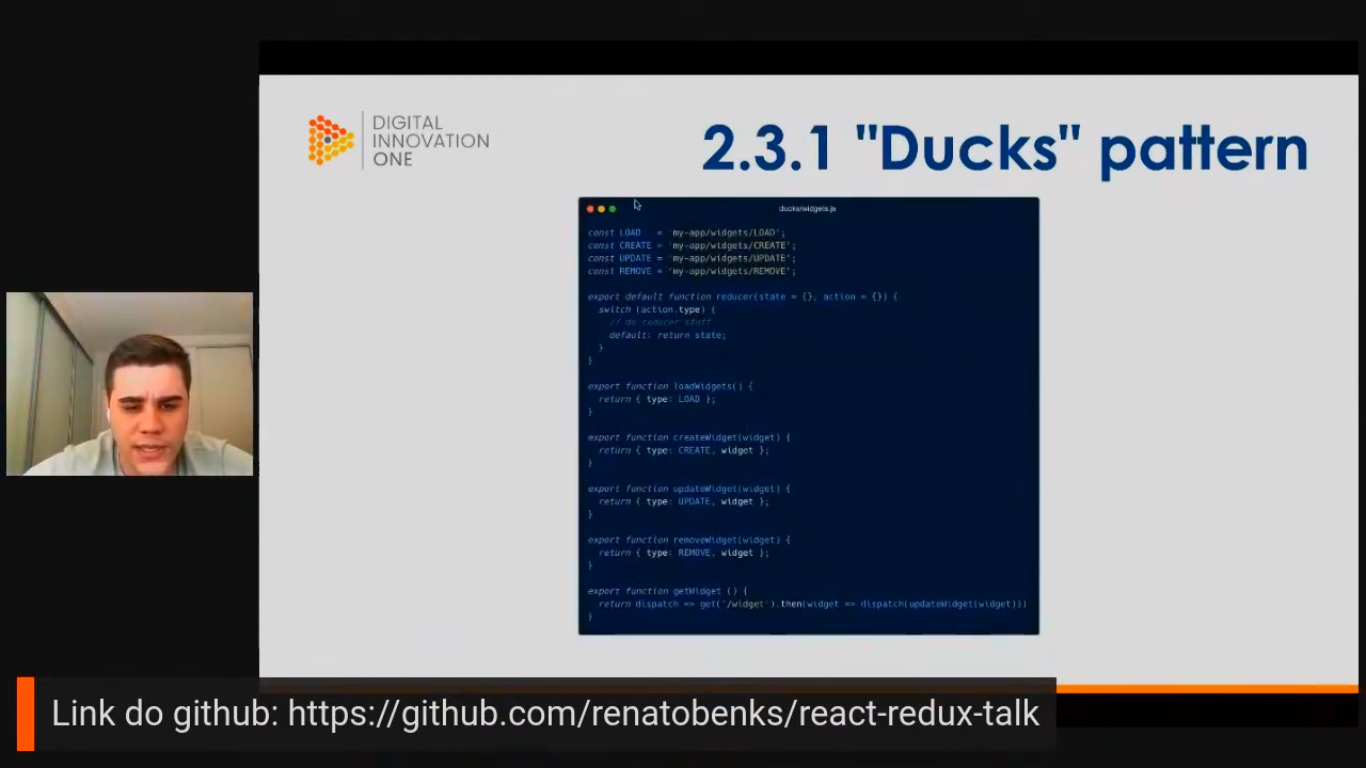 DIGITAL
INNOVATION
ONE
2.3.1 "Ducks" pattern
ducks/widgets.js
const LOAD   = 'my-app/widgets/LOAD';
const CREATE = 'my-app/widgets/CREATE';
const UPDATE = 'my-app/widgets/UPDATE';
const REMOVE = 'my-app/widgets/REMOVE';
export default function reducer(state = {}, action = {}) {
switch (action.type) {
// do reducer stuff
default: return state;
}
}
export function loadWidgets() {
return { type: LOAD };
}
export function createWidget(widget) {
return { type: CREATE, widget };
}
export function updateWidget(widget) {
return { type: UPDATE, widget };
}
export function removeWidget(widget) {
return { type: REMOVE, widget };
}
export function getWidget () {
return dispatch => get('/widget').then(widget => dispatch(updateWidget(widget)))
}
Link do github: https://github.com/renatobenks/react-redux-talk